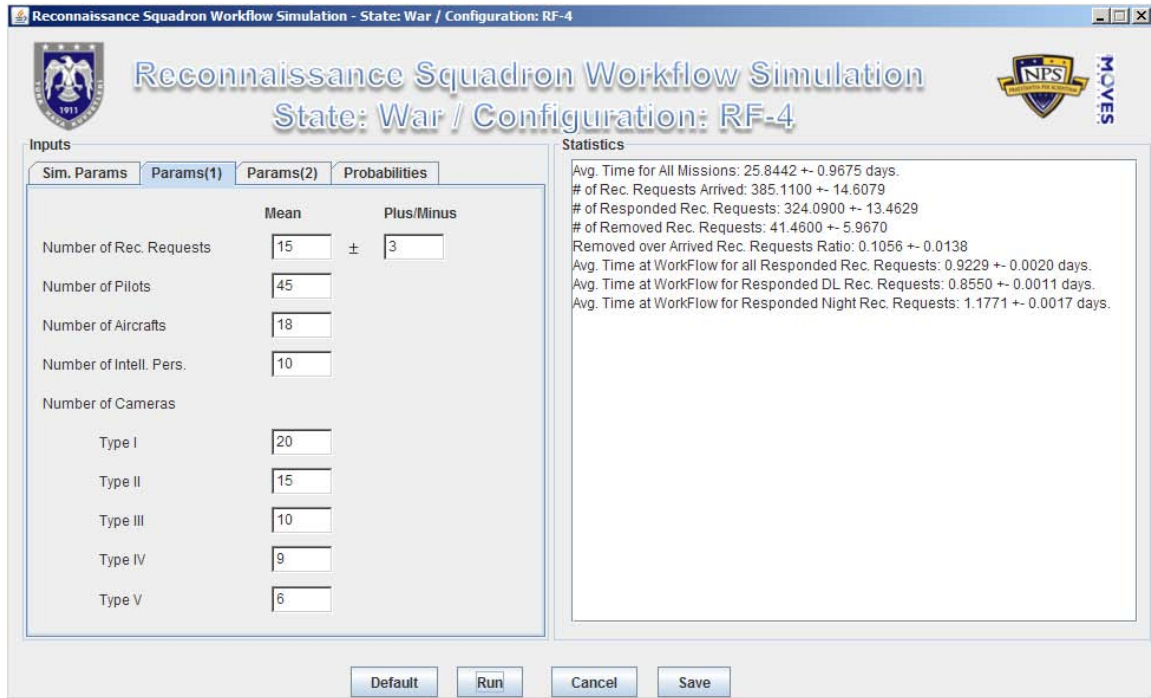 Reconnaissance Squadron Workflow Simulation - State: War / Configuration: RF-4
Reconnaissance Squadron Workflow Simulation
State: War / Configuration: RF-4
1911
NPS
MOVES
Inputs
Sim. Params Params(1) Params(2) Probabilities
Mean Plus/Minus
Number of Rec. Requests 15 ± 3
Number of Pilots 45
Number of Aircrafts 18
Number of Intell. Pers. 10
Number of Cameras
Type I 20
Type II 15
Type III 10
Type IV 9
Type V 6
Statistics
Avg. Time for All Missions: 25.8442 +- 0.9675 days.
# of Rec. Requests Arrived: 385.1100 +- 14.6079
# of Responded Rec. Requests: 324.0900 +- 13.4629
# of Removed Rec. Requests: 41.4600 +- 5.9670
Removed over Arrived Rec. Requests Ratio: 0.1056 +- 0.0138
Avg. Time at WorkFlow for all Responded Rec. Requests: 0.9229 +- 0.0020 days.
Avg. Time at WorkFlow for Responded DL Rec. Requests: 0.8550 +- 0.0011 days.
Avg. Time at WorkFlow for Responded Night Rec. Requests: 1.1771 +- 0.0017 days.
Default Run Cancel Save